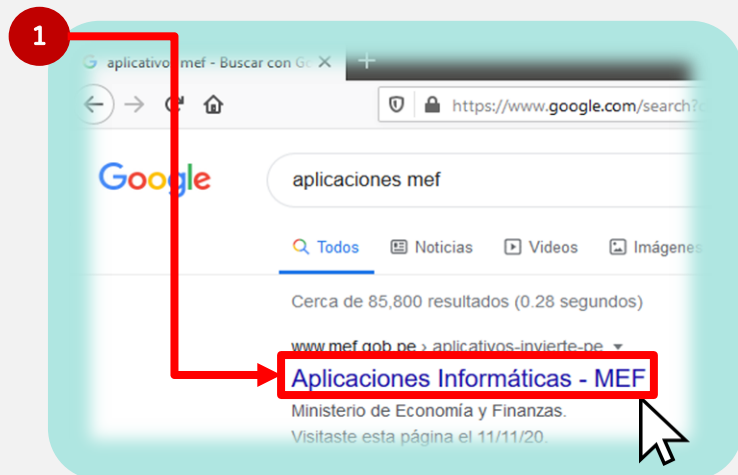 1
aplicativos mef - Buscar con Go
https://www.google.com/search?
Google
aplicaciones mef
Todos Noticias Videos Imágenes
Cerca de 85,800 resultados (0.28 segundos)
www.mef.gob.pe › aplicativos-invierte-pe
Aplicaciones Informáticas - MEF
Ministerio de Economía y Finanzas.
Visitaste esta página el 11/11/20.